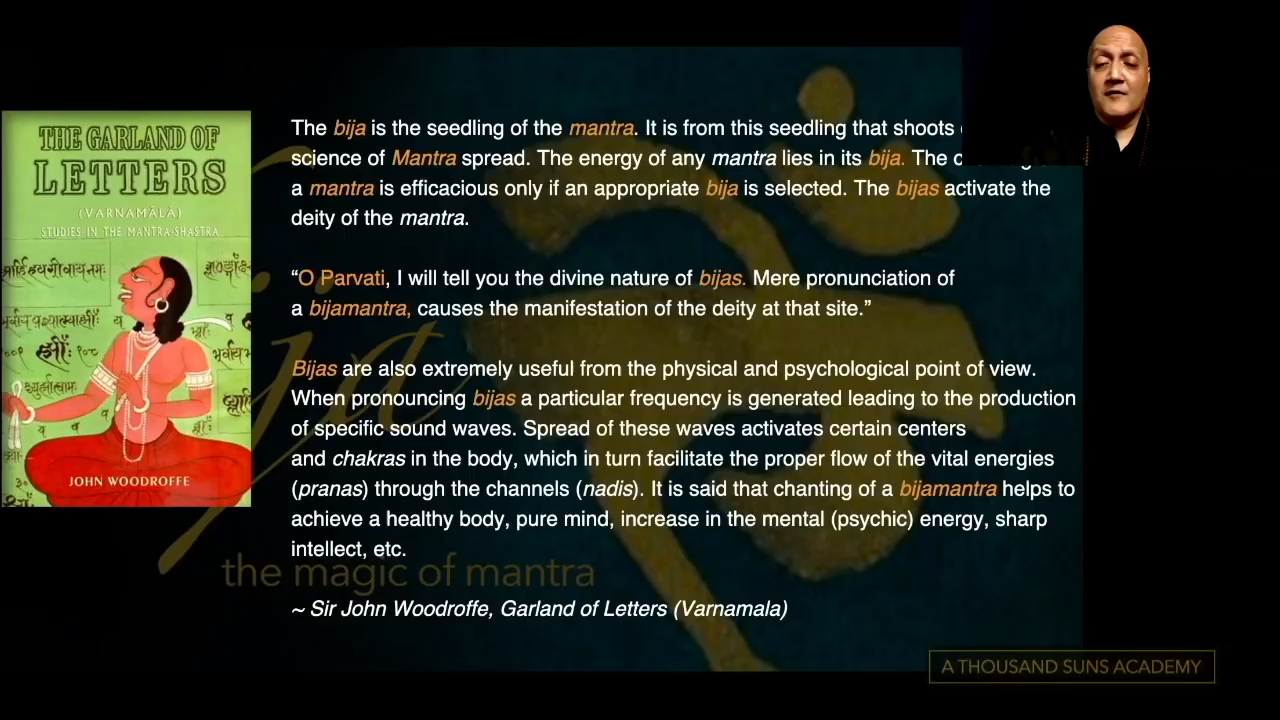 THE GARLAND OF
LETTERS
(VARNAMĀLĀ)
STUDIES IN THE MANTRA-SHASTRA
JOHN WOODROFFE
The bija is the seedling of the mantra. It is from this seedling that shoots
science of Mantra spread. The energy of any mantra lies in its bija. The
a mantra is efficacious only if an appropriate bija is selected. The bijas activate the
deity of the mantra.
“O Parvati, I will tell you the divine nature of bijas. Mere pronunciation of
a bijamantra, causes the manifestation of the deity at that site.”
Bijas are also extremely useful from the physical and psychological point of view.
When pronouncing bijas a particular frequency is generated leading to the production
of specific sound waves. Spread of these waves activates certain centers
and chakras in the body, which in turn facilitate the proper flow of the vital energies
(pranas) through the channels (nadis). It is said that chanting of a bijamantra helps to
achieve a healthy body, pure mind, increase in the mental (psychic) energy, sharp
intellect, etc.
the magic of mantra
~ Sir John Woodroffe, Garland of Letters (Varnamala)
A THOUSAND SUNS ACADEMY